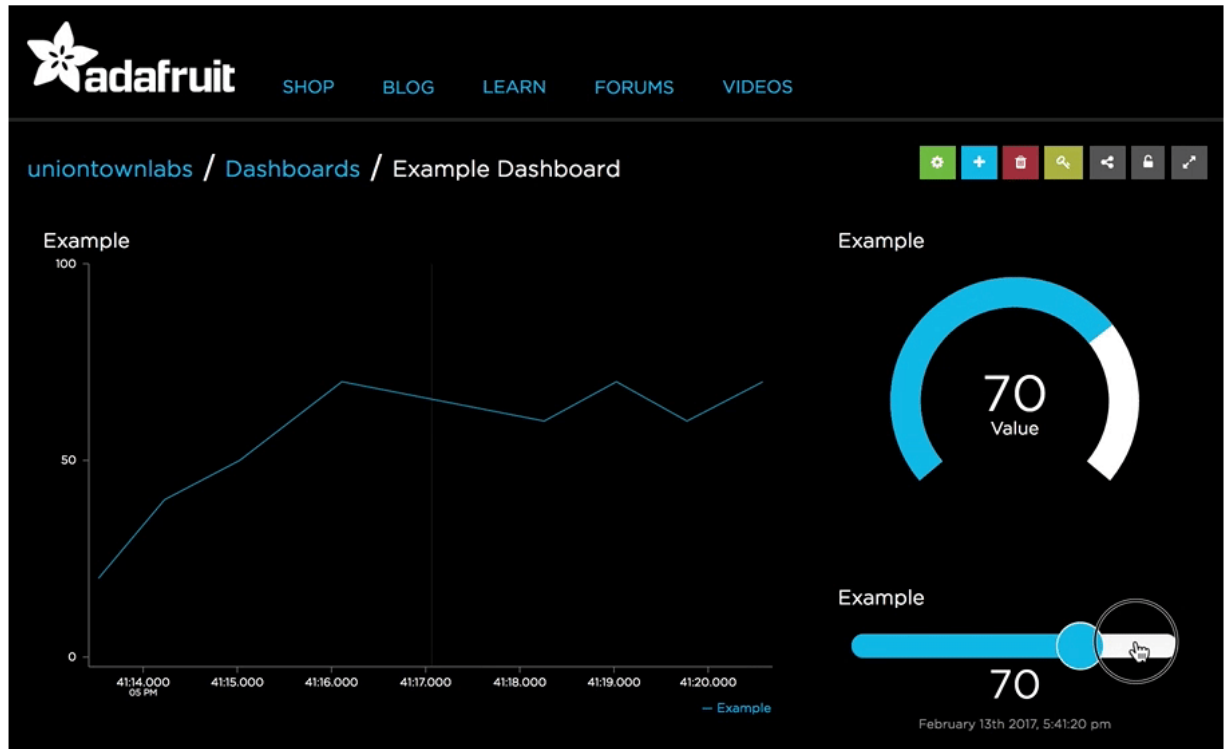 adafruit
SHOP BLOG LEARN FORUMS VIDEOS
uniontownlabs / Dashboards / Example Dashboard
Example
100
50
0
41:14.000 41:15.000 41:16.000 41:17.000 41:18.000 41:19.000 41:20.000
05 PM
Example
Example
70
Value
Example
70
February 13th 2017, 5:41:20 pm